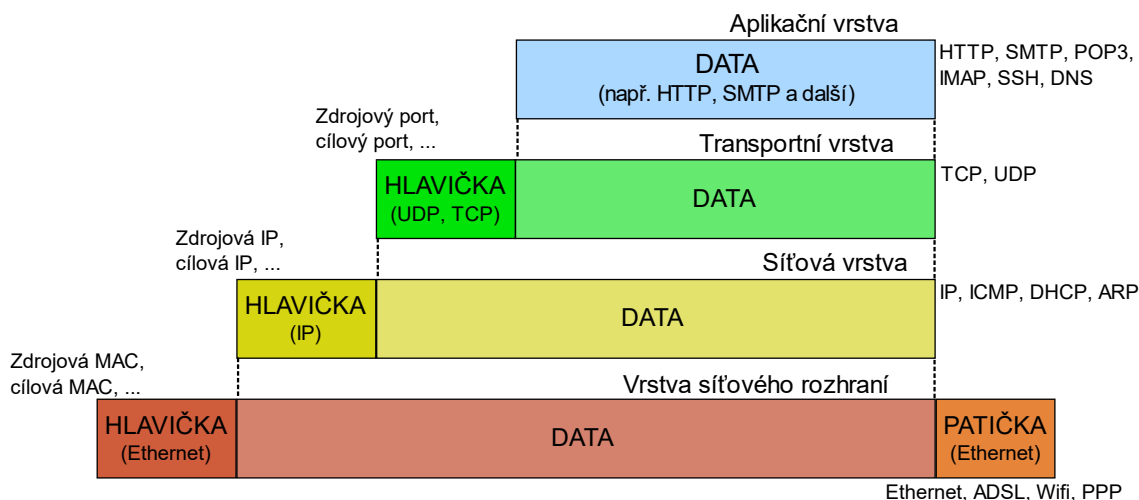 Aplikační vrstva
DATA
(např. HTTP, SMTP a další)
HTTP, SMTP, POP3,
IMAP, SSH, DNS
Zdrojový port,
cílový port, ...
Transportní vrstva
HLAVIČKA
(UDP, TCP)
DATA
TCP, UDP
Zdrojová IP,
cílová IP, ...
Síťová vrstva
HLAVIČKA
(IP)
DATA
IP, ICMP, DHCP, ARP
Zdrojová MAC,
cílová MAC, ...
Vrstva síťového rozhraní
HLAVIČKA
(Ethernet)
DATA
PATIČKA
(Ethernet)
Ethernet, ADSL, Wifi, PPP